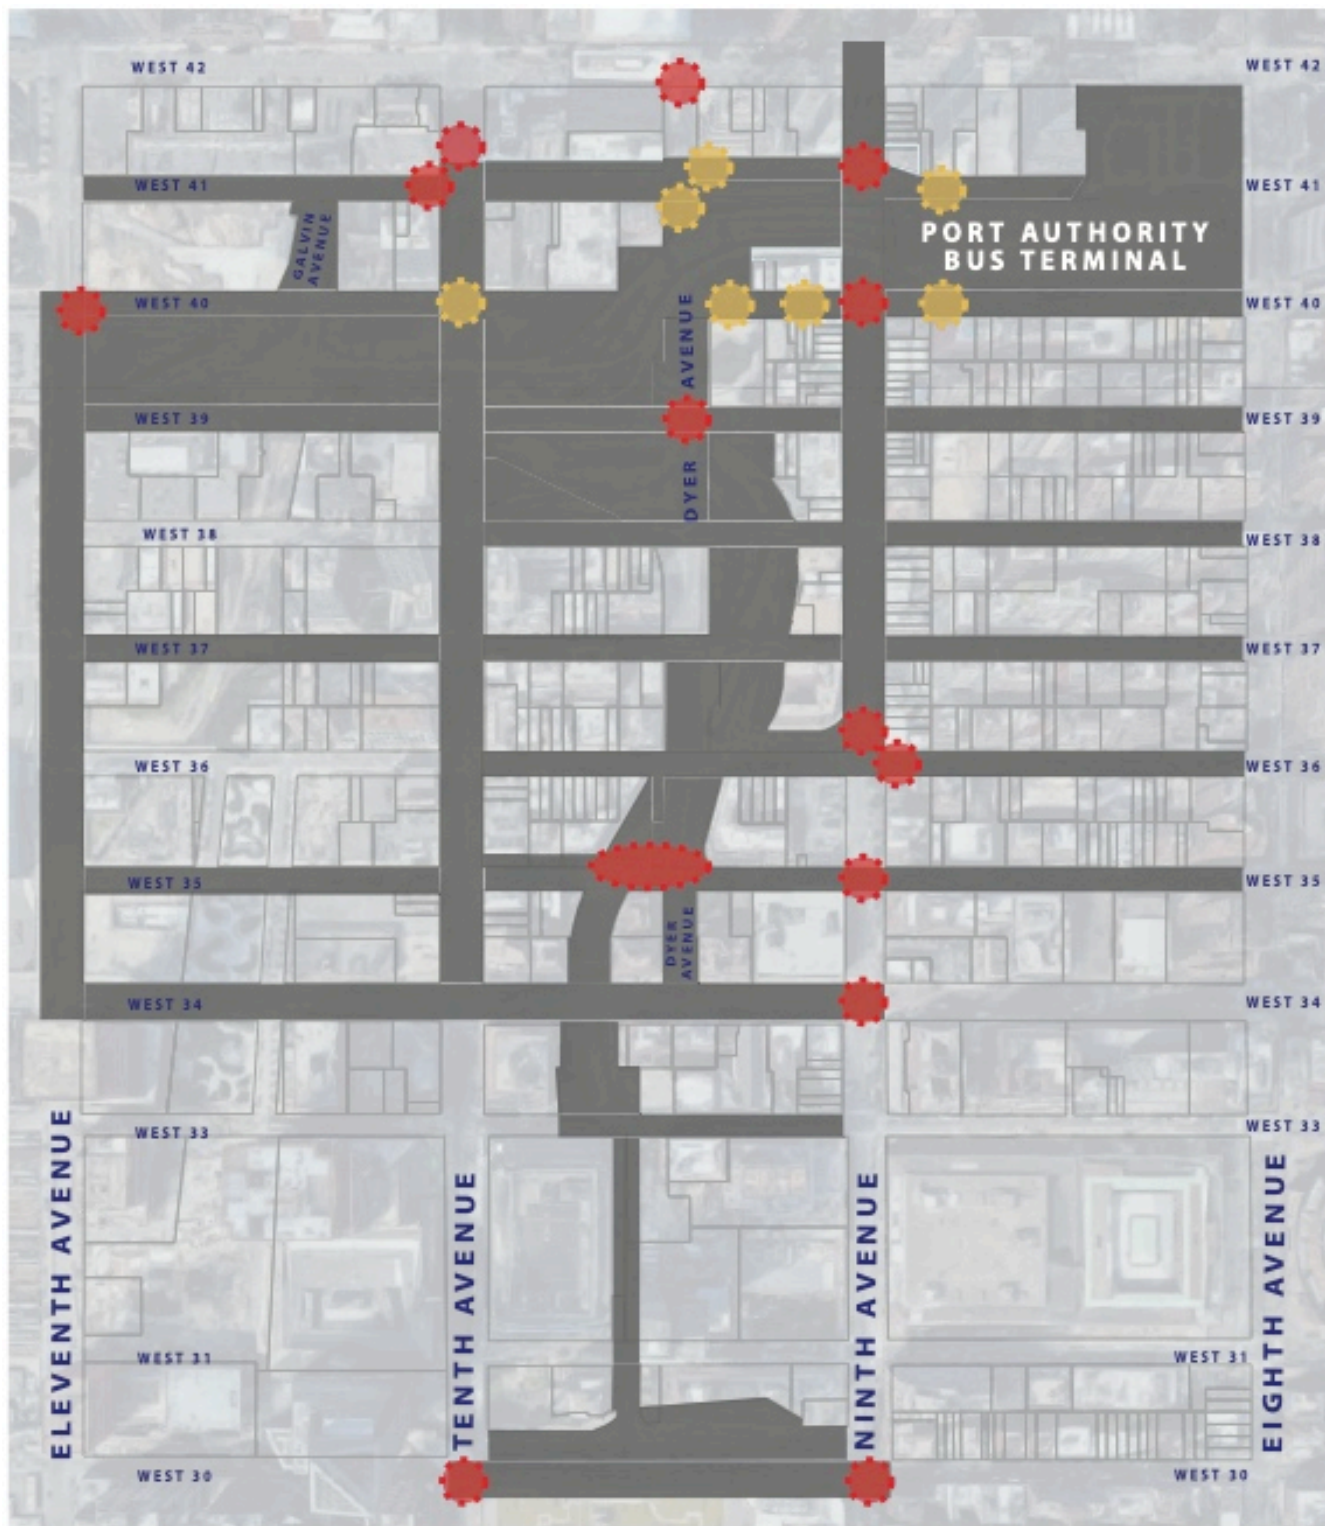 WEST 42
WEST 42
WEST 41
WEST 41
GALVIN
AVENUE
PORT AUTHORITY
BUS TERMINAL
WEST 40
WEST 40
DYER AVENUE
WEST 39
WEST 39
WEST 38
WEST 38
WEST 37
WEST 37
WEST 36
WEST 36
WEST 35
WEST 35
DYER
AVENUE
WEST 34
WEST 34
WEST 33
WEST 33
ELEVENTH AVENUE
TENTH AVENUE
NINTH AVENUE
EIGHTH AVENUE
WEST 31
WEST 31
WEST 30
WEST 30